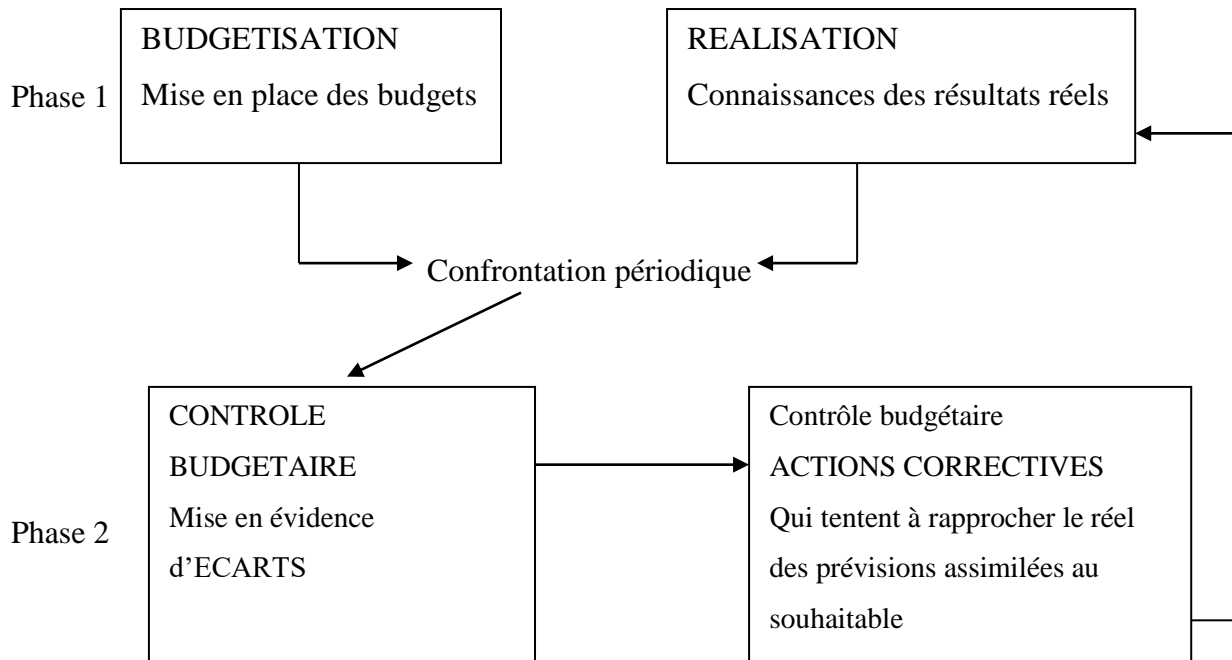 BUDGETISATION
Mise en place des budgets
REALISATION
Connaissances des résultats réels
Phase 1
Confrontation périodique
CONTROLE
BUDGETAIRE
Mise en évidence
d’ECARTS
Contrôle budgétaire
ACTIONS CORRECTIVES
Qui tentent à rapprocher le réel
des prévisions assimilées au
souhaitable
Phase 2